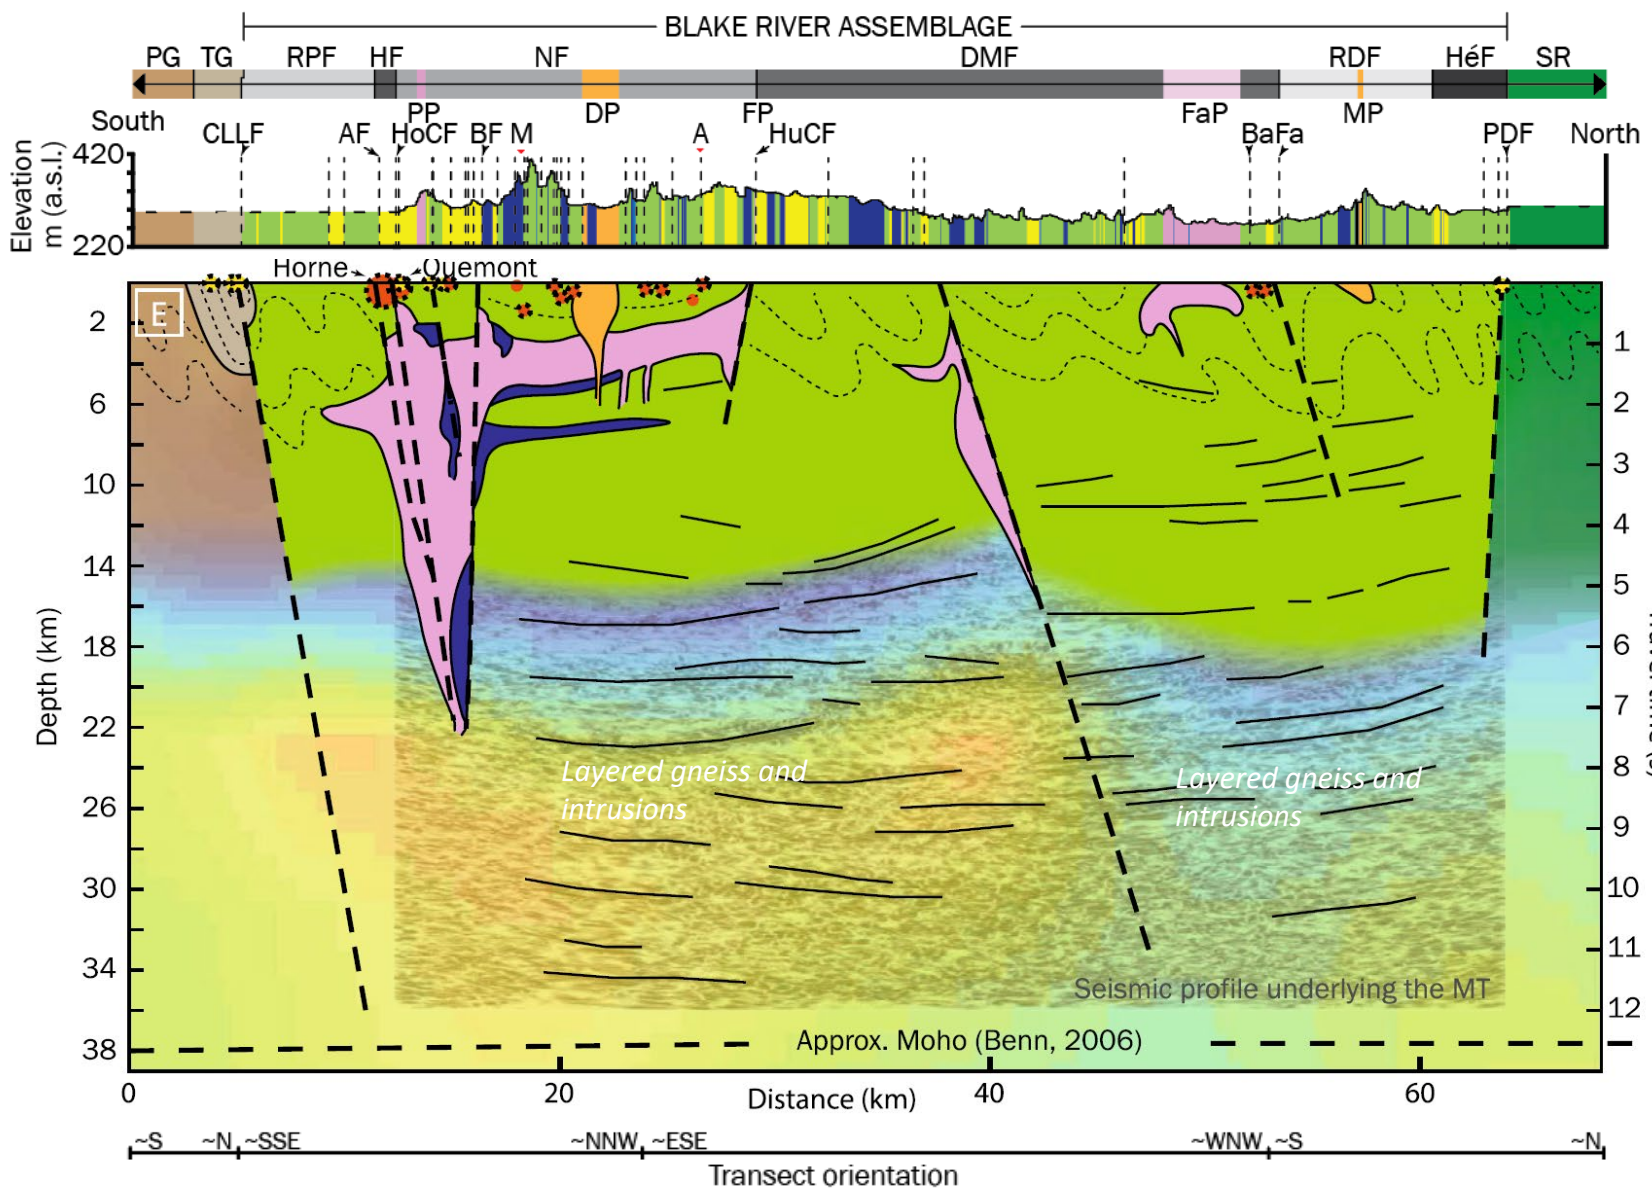 BLAKE RIVER ASSEMBLAGE
PG TG RPF HF NF DMF RDF HéF SR
PP DP FP FaP MP
South CLLF AF HoCF BF M A HuCF BaFa PDF North
Elevation
m (a.s.l.)
420
220
Horne Quemont
E
2
6
10
14
18
22
26
30
34
38
Depth (km)
1
2
3
4
5
6
7
8
9
10
11
12
Layered gneiss and
intrusions
Layered gneiss and
intrusions
Seismic profile underlying the MT
Approx. Moho (Benn, 2006)
0 20 40 60
Distance (km)
~S ~N ~SSE ~NNW ~ESE ~WNW ~S ~N
Transect orientation